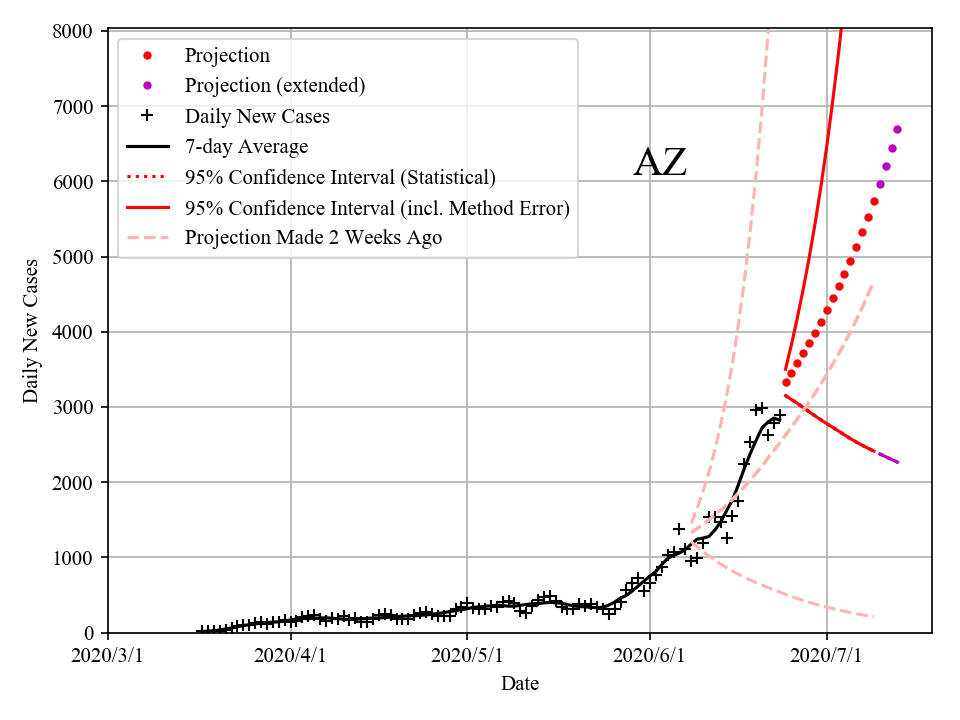 8000
7000
6000
5000
4000
3000
2000
1000
0
Daily New Cases
Projection
Projection (extended)
Daily New Cases
7-day Average
95% Confidence Interval (Statistical)
95% Confidence Interval (incl. Method Error)
Projection Made 2 Weeks Ago
AZ
2020/3/1 2020/4/1 2020/5/1 2020/6/1 2020/7/1
Date